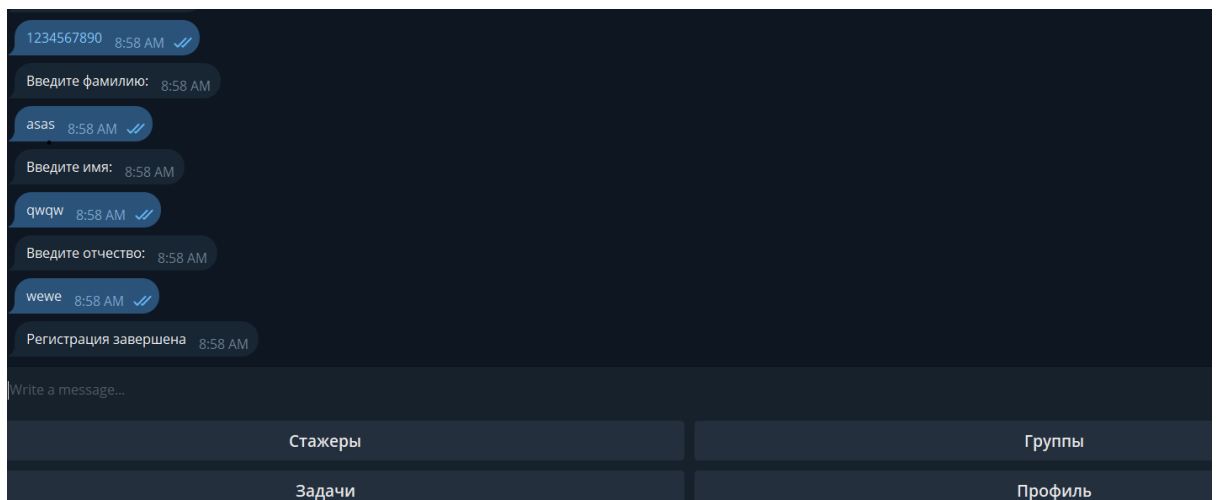 1234567890 8:58 AM
Введите фамилию: 8:58 AM
asas 8:58 AM
Введите имя: 8:58 AM
qwqw 8:58 AM
Введите отчество: 8:58 AM
wewe 8:58 AM
Регистрация завершена 8:58 AM
Write a message...
Стажеры Группы
Задачи Профиль